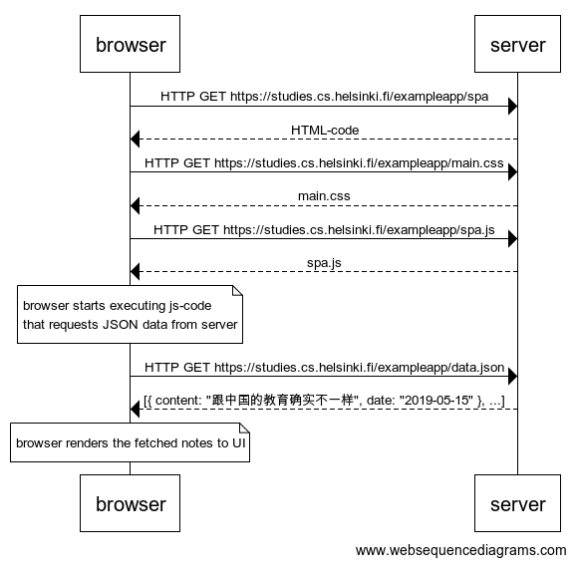 browser
server
HTTP GET https://studies.cs.helsinki.fi/exampleapp/spa
HTML-code
HTTP GET https://studies.cs.helsinki.fi/exampleapp/main.css
main.css
HTTP GET https://studies.cs.helsinki.fi/exampleapp/spa.js
spa.js
browser starts executing js-code
that requests JSON data from server
HTTP GET https://studies.cs.helsinki.fi/exampleapp/data.json
[{ content: "跟中国的教育确实不一样", date: "2019-05-15" }, ...]
browser renders the fetched notes to UI
browser
server
www.websequencediagrams.com